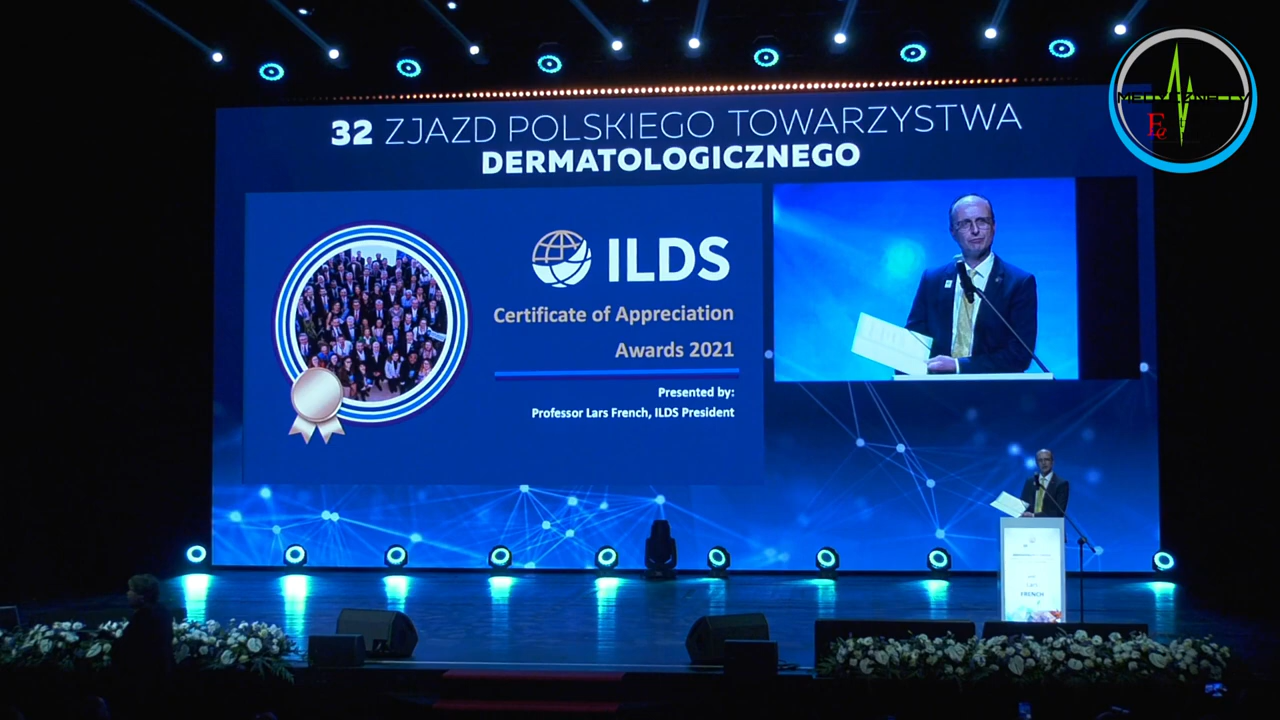 32 ZJAZD POLSKIEGO TOWARZYSTWA
DERMATOLOGICZNEGO
ILDS
Certificate of Appreciation
Awards 2021
Presented by:
Professor Lars French, ILDS President
FRENCH